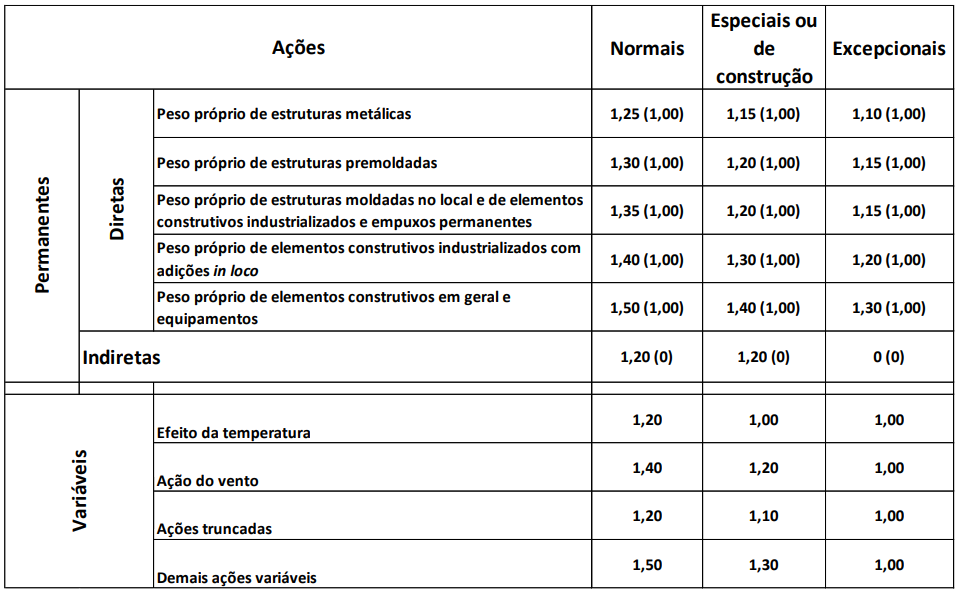 Ações
Normais
Especiais ou
de
construção
Excepcionais
Permanentes
Diretas
Peso próprio de estruturas metálicas
1,25 (1,00)
1,15 (1,00)
1,10 (1,00)
Peso próprio de estruturas premoldadas
1,30 (1,00)
1,20 (1,00)
1,15 (1,00)
Peso próprio de estruturas moldadas no local e de elementos
construtivos industrializados e empuxos permanentes
1,35 (1,00)
1,20 (1,00)
1,15 (1,00)
Peso próprio de elementos construtivos industrializados com
adições in loco
1,40 (1,00)
1,30 (1,00)
1,20 (1,00)
Peso próprio de elementos construtivos em geral e
equipamentos
1,50 (1,00)
1,40 (1,00)
1,30 (1,00)
Indiretas
1,20 (0)
1,20 (0)
0 (0)
Variáveis
Efeito da temperatura
1,20
1,00
1,00
Ação do vento
1,40
1,20
1,00
Ações truncadas
1,20
1,10
1,00
Demais ações variáveis
1,50
1,30
1,00